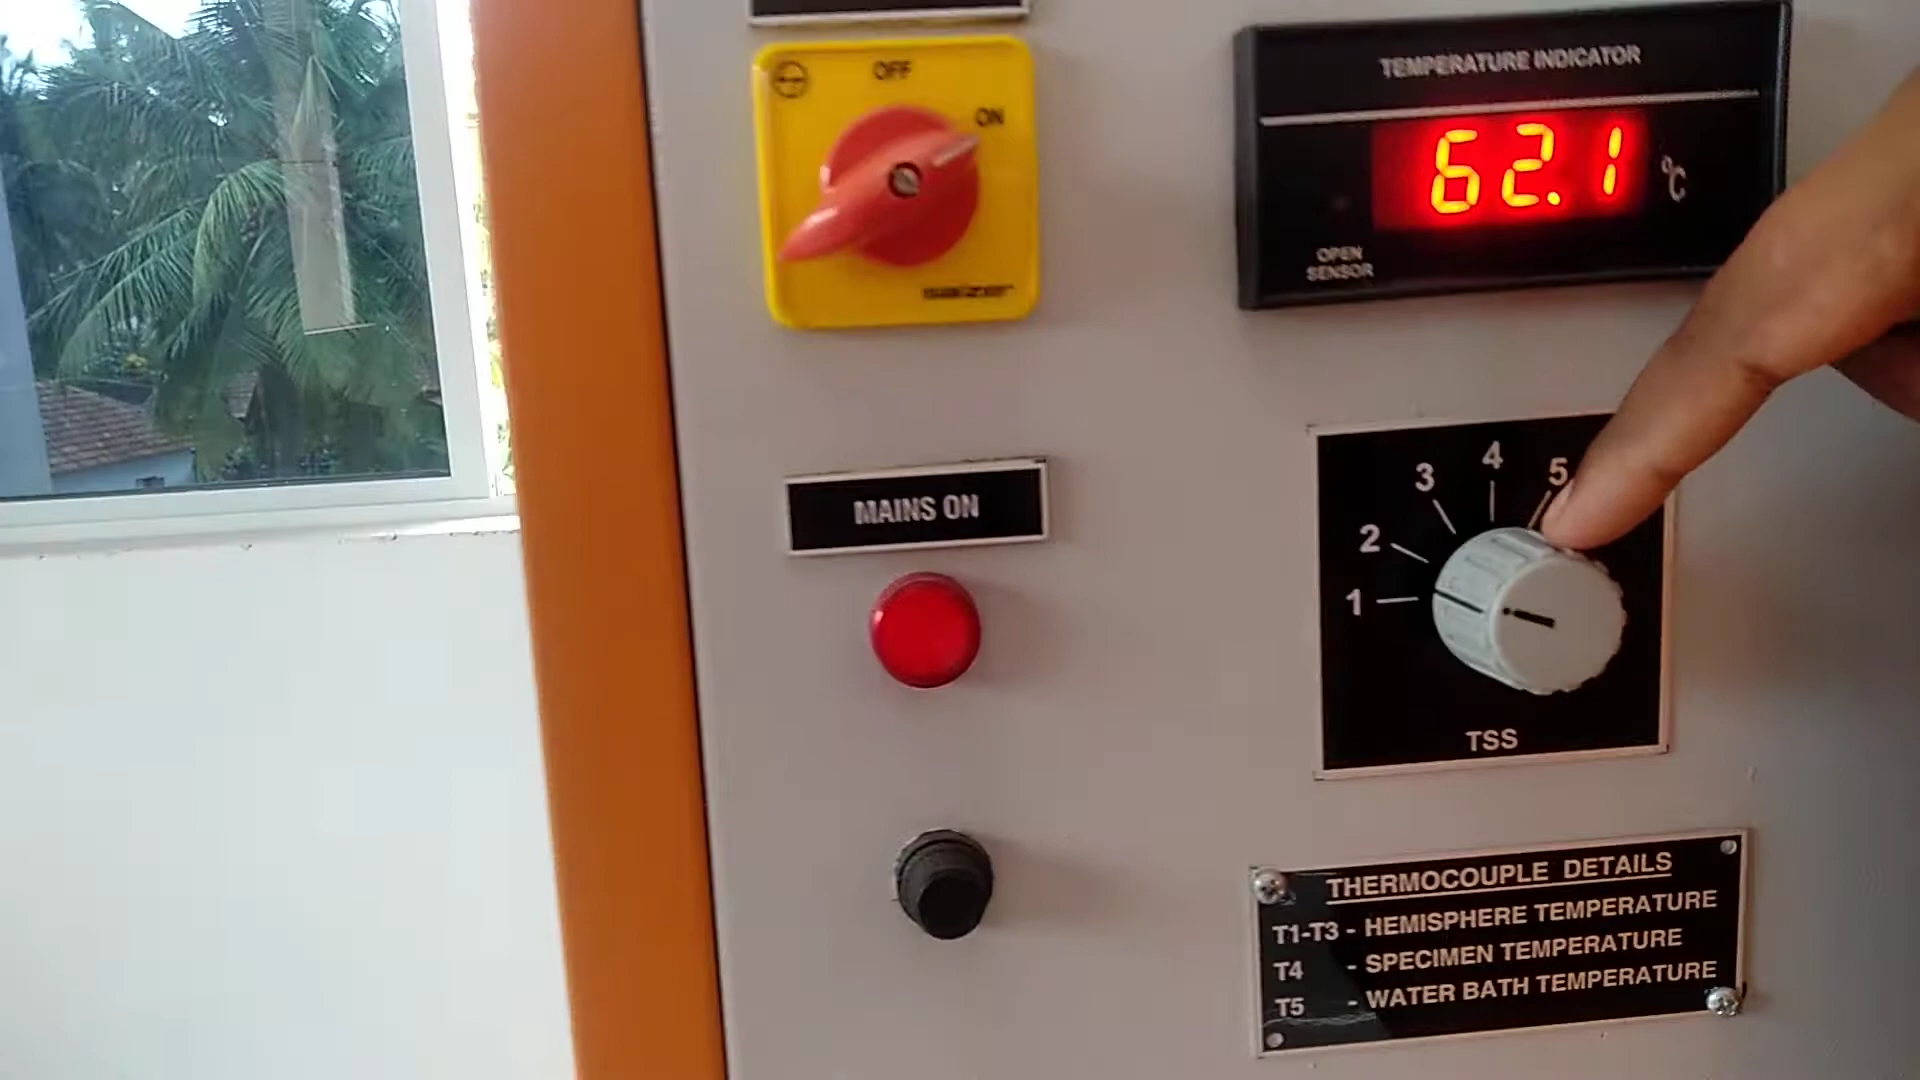 OFF
ON
TEMPERATURE INDICATOR
62.1 °C
OPEN
SENSOR
MAINS ON
1
2
3
4
5
TSS
THERMOCOUPLE DETAILS
T1-T3 - HEMISPHERE TEMPERATURE
T4 - SPECIMEN TEMPERATURE
T5 - WATER BATH TEMPERATURE